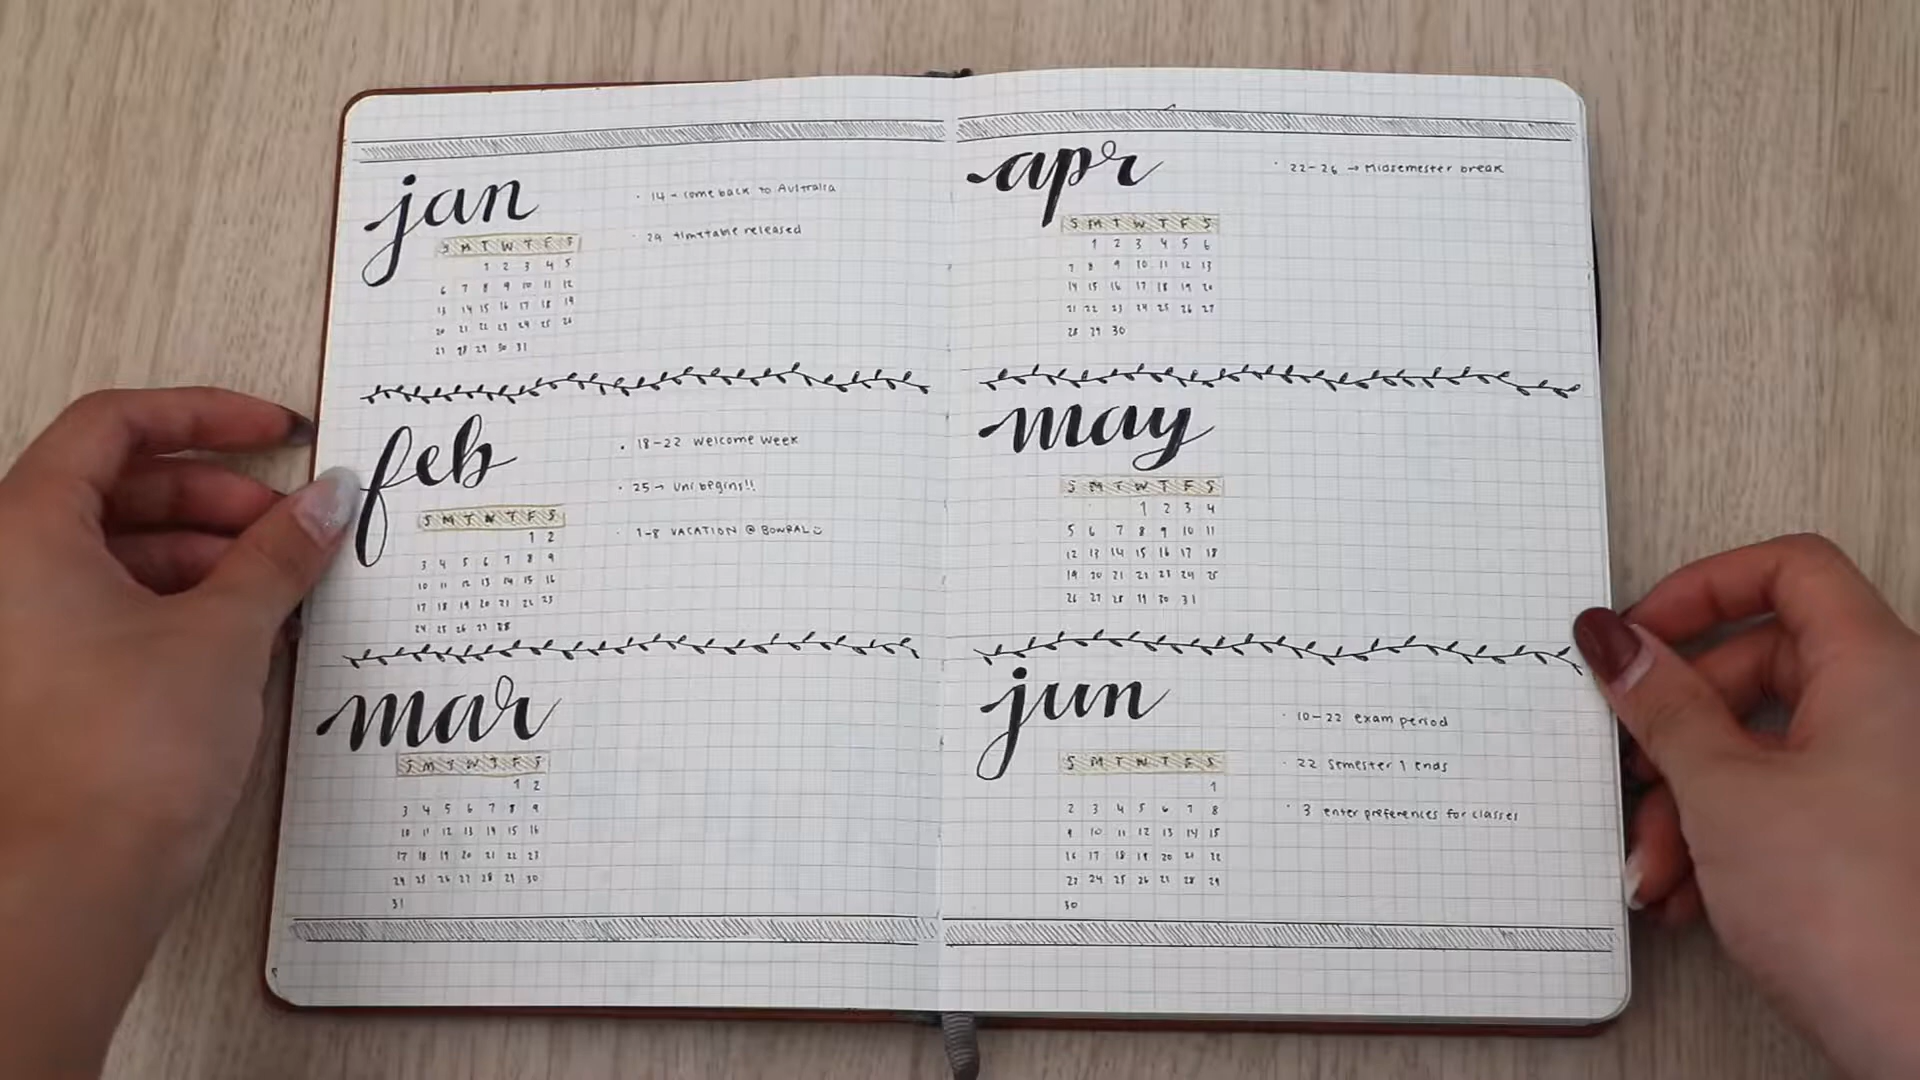 jan
· 14 - come back to Australia
· 29 timetable released
S M T W T F S
1 2 3 4 5
6 7 8 9 10 11 12
13 14 15 16 17 18 19
20 21 22 23 24 25 26
27 28 29 30 31
feb
· 18-22 Welcome Week
· 25 → Uni begins!!
· 1-8 VACATION @ BOWRAL
S M T W T F S
1 2
3 4 5 6 7 8 9
10 11 12 13 14 15 16
17 18 19 20 21 22 23
24 25 26 27 28
mar
S M T W T F S
1 2
3 4 5 6 7 8 9
10 11 12 13 14 15 16
17 18 19 20 21 22 23
24 25 26 27 28 29 30
31
apr
· 22-26 → Midsemester break
S M T W T F S
1 2 3 4 5 6
7 8 9 10 11 12 13
14 15 16 17 18 19 20
21 22 23 24 25 26 27
28 29 30
may
S M T W T F S
1 2 3 4
5 6 7 8 9 10 11
12 13 14 15 16 17 18
19 20 21 22 23 24 25
26 27 28 29 30 31
jun
· 10-22 exam period
· 22 semester 1 ends
· 3 enter preferences for classes
S M T W T F S
1
2 3 4 5 6 7 8
9 10 11 12 13 14 15
16 17 18 19 20 21 22
23 24 25 26 27 28 29
30